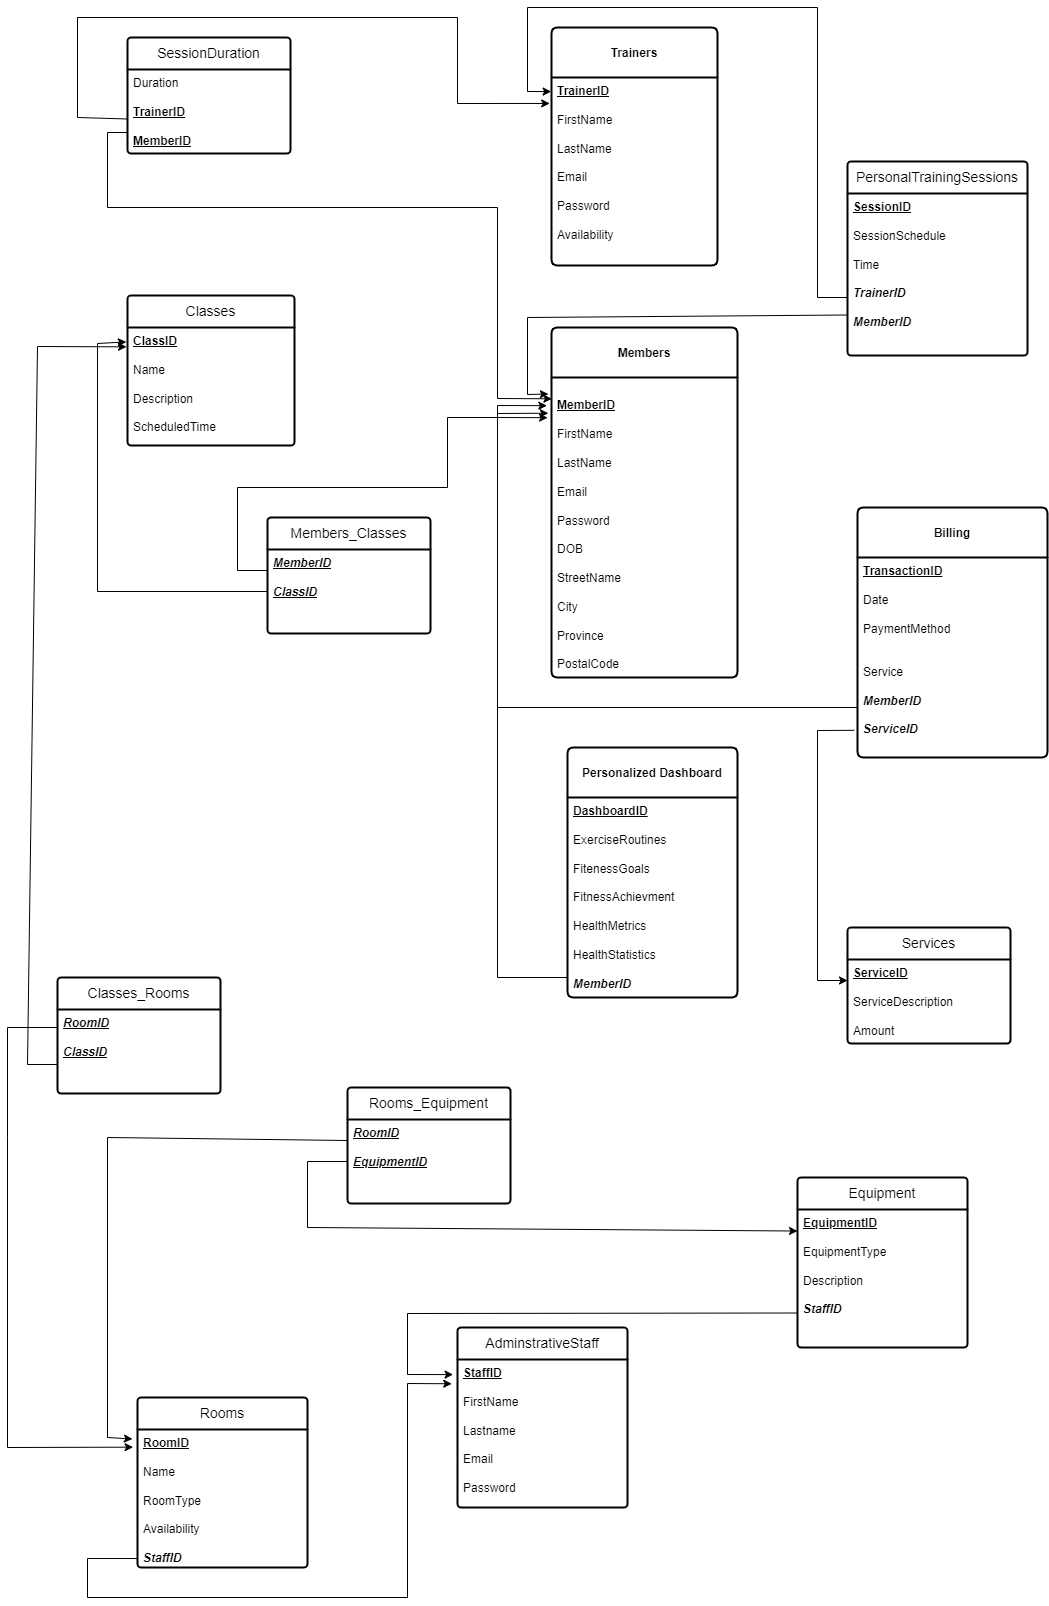 SessionDuration
Duration
TrainerID
MemberID
Trainers
TrainerID
FirstName
LastName
Email
Password
Availability
PersonalTrainingSessions
SessionID
SessionSchedule
Time
TrainerID
MemberID
Classes
ClassID
Name
Description
ScheduledTime
Members
MemberID
FirstName
LastName
Email
Password
DOB
StreetName
City
Province
PostalCode
Members_Classes
MemberID
ClassID
Billing
TransactionID
Date
PaymentMethod
Service
MemberID
ServiceID
Personalized Dashboard
DashboardID
ExerciseRoutines
FitenessGoals
FitnessAchievment
HealthMetrics
HealthStatistics
MemberID
Services
ServiceID
ServiceDescription
Amount
Classes_Rooms
RoomID
ClassID
Rooms_Equipment
RoomID
EquipmentID
Equipment
EquipmentID
EquipmentType
Description
StaffID
AdminstrativeStaff
StaffID
FirstName
Lastname
Email
Password
Rooms
RoomID
Name
RoomType
Availability
StaffID